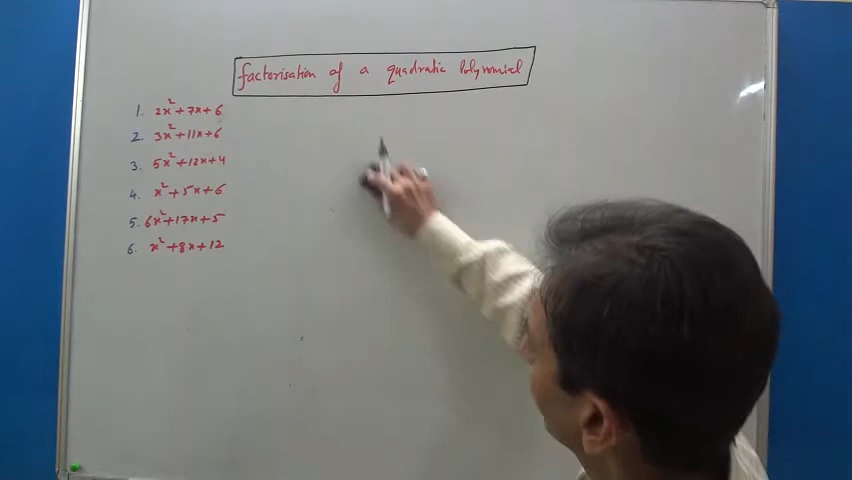 factorisation of a quadratic Polynomial
1. 2x² + 7x + 6
2. 3x² + 11x + 6
3. 5x² + 12x + 4
4. x² + 5x + 6
5. 6x² + 17x + 5
6. x² + 8x + 12